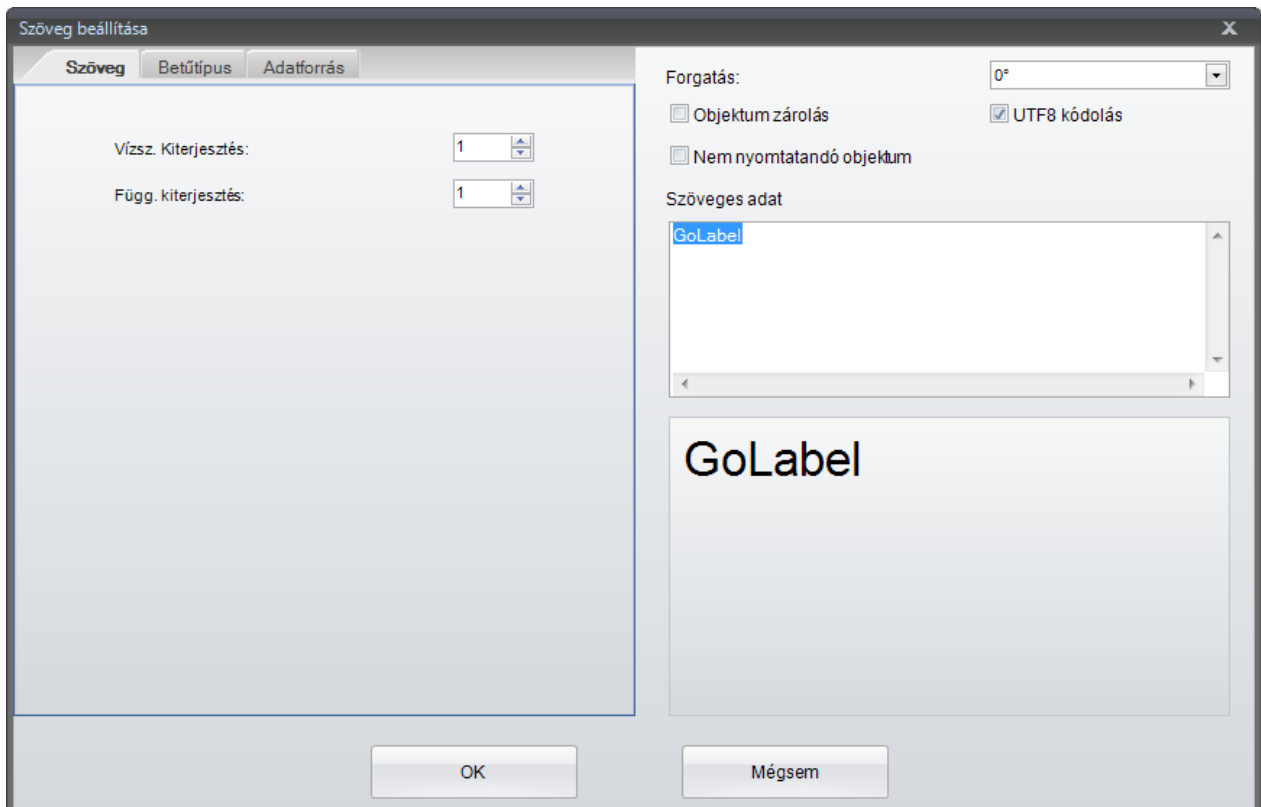 Szöveg beállítása X
Szöveg Betűtípus Adatforrás
Vízsz. Kiterjesztés: 1
Függ. kiterjesztés: 1
Forgatás: 0°
Objektum zárolás UTF8 kódolás
Nem nyomtatandó objektum
Szöveges adat
GoLabel
GoLabel
OK Mégsem